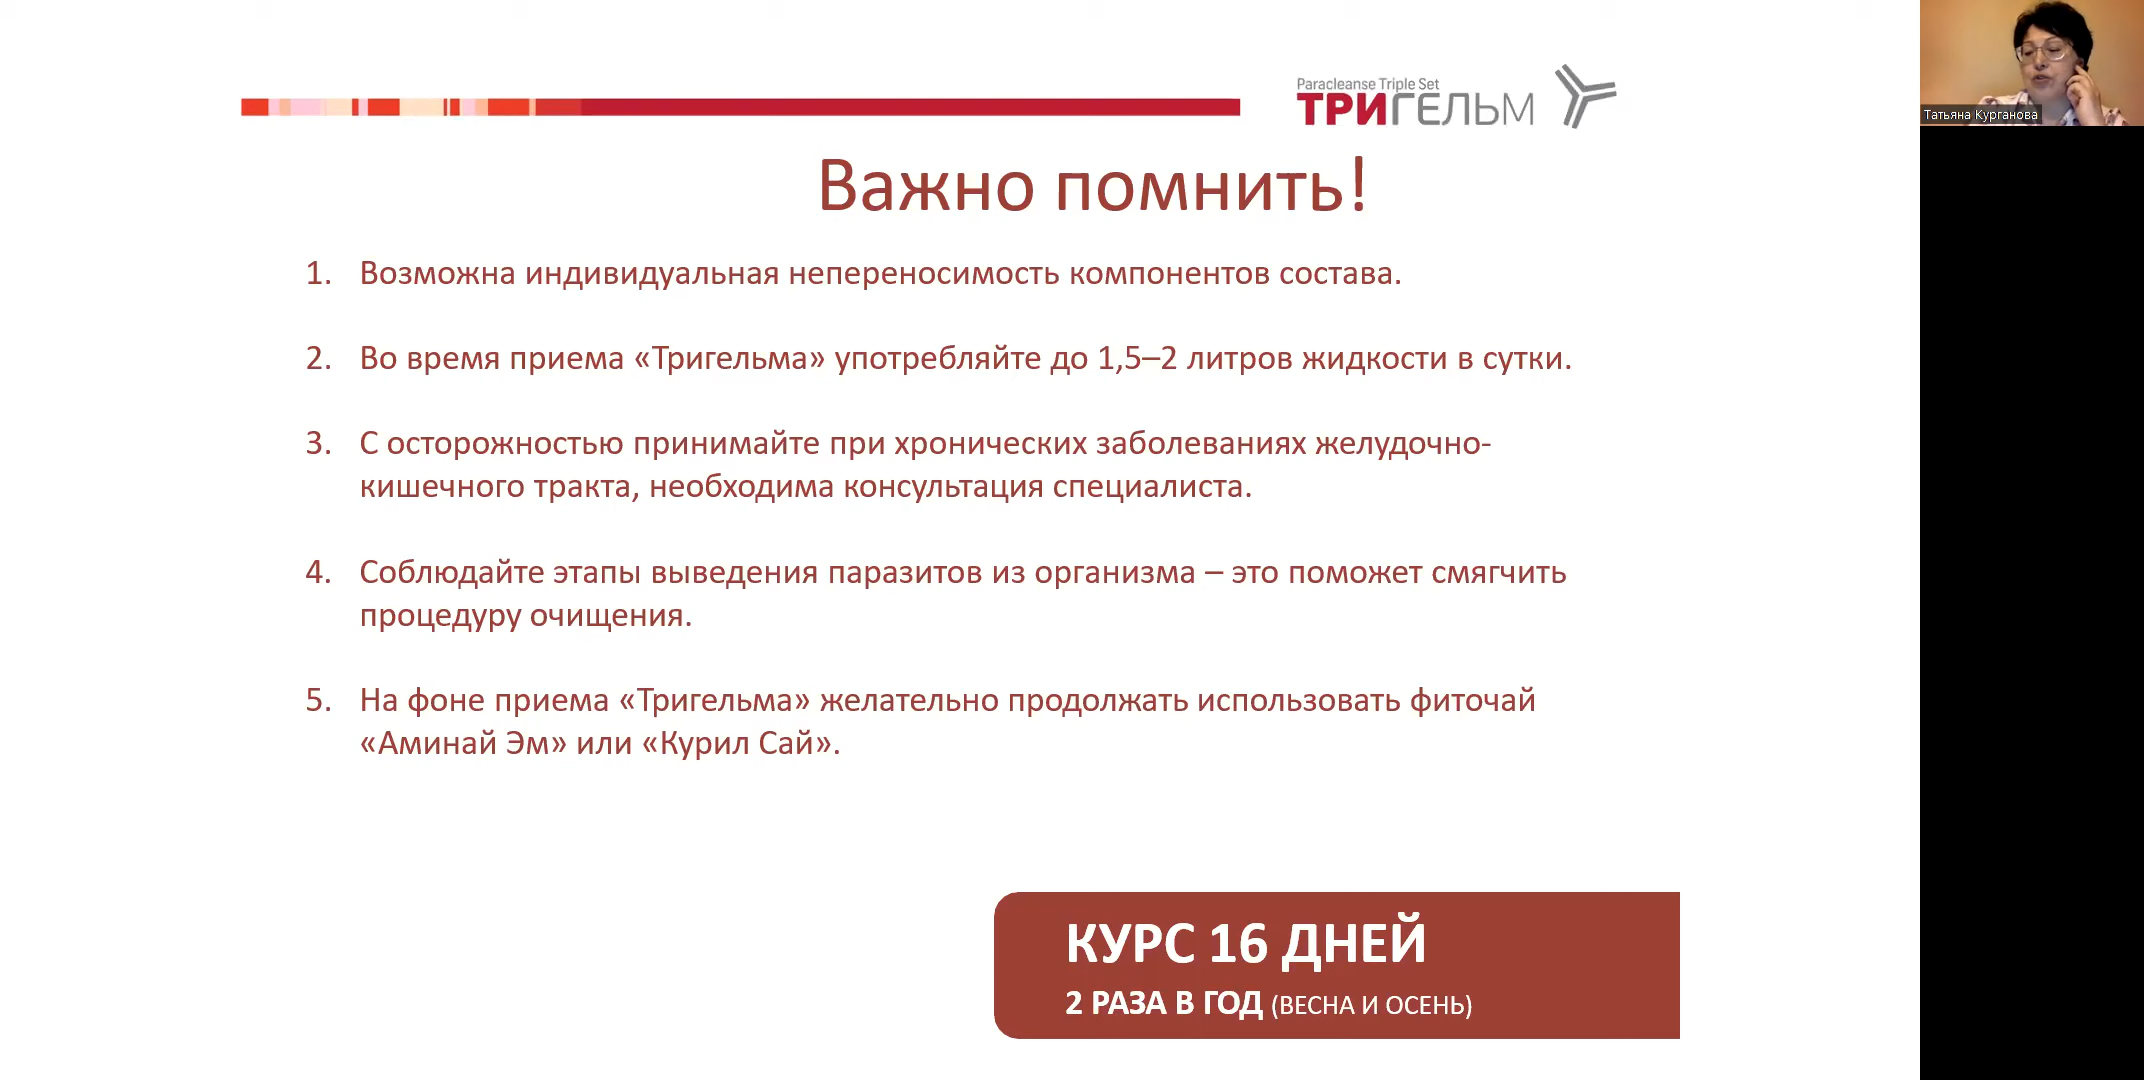 Paracleanse Triple Set
ТРИГЕЛЬМ
Татьяна Курганова
Важно помнить!
1. Возможна индивидуальная непереносимость компонентов состава.
2. Во время приема «Тригельма» употребляйте до 1,5–2 литров жидкости в сутки.
3. С осторожностью принимайте при хронических заболеваниях желудочно-
кишечного тракта, необходима консультация специалиста.
4. Соблюдайте этапы выведения паразитов из организма – это поможет смягчить
процедуру очищения.
5. На фоне приема «Тригельма» желательно продолжать использовать фиточай
«Аминай Эм» или «Курил Сай».
КУРС 16 ДНЕЙ
2 РАЗА В ГОД (ВЕСНА И ОСЕНЬ)